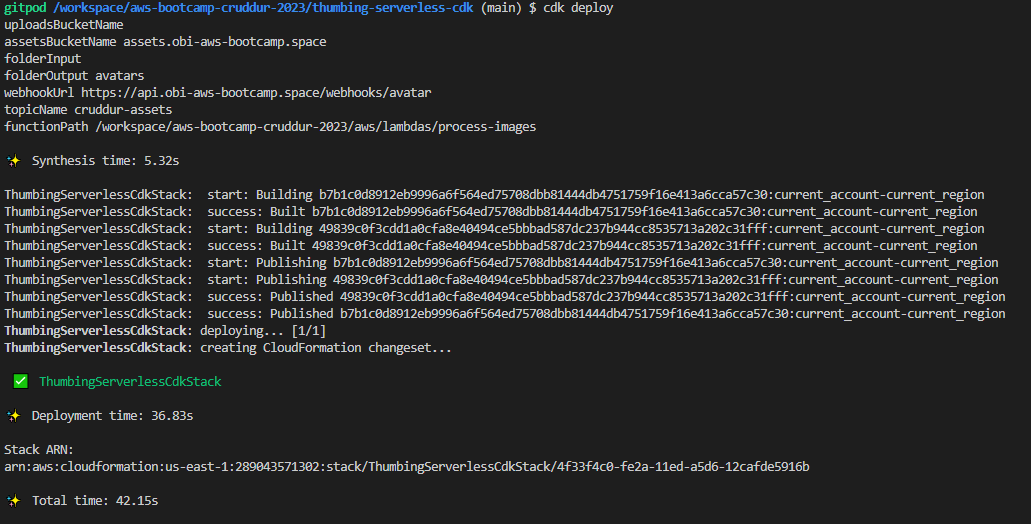 gitpod /workspace/aws-bootcamp-cruddur-2023/thumbing-serverless-cdk (main) $ cdk deploy
uploadsBucketName
assetsBucketName assets.obi-aws-bootcamp.space
folderInput
folderOutput avatars
webhookUrl https://api.obi-aws-bootcamp.space/webhooks/avatar
topicName cruddur-assets
functionPath /workspace/aws-bootcamp-cruddur-2023/aws/lambdas/process-images
✨ Synthesis time: 5.32s
ThumbingServerlessCdkStack:  start: Building b7b1c0d8912eb9996a6f564ed75708dbb81444db4751759f16e413a6cca57c30:current_account-current_region
ThumbingServerlessCdkStack:  success: Built b7b1c0d8912eb9996a6f564ed75708dbb81444db4751759f16e413a6cca57c30:current_account-current_region
ThumbingServerlessCdkStack:  start: Building 49839c0f3cdd1a0cfa8e40494ce5bbbad587dc237b944cc8535713a202c31fff:current_account-current_region
ThumbingServerlessCdkStack:  success: Built 49839c0f3cdd1a0cfa8e40494ce5bbbad587dc237b944cc8535713a202c31fff:current_account-current_region
ThumbingServerlessCdkStack:  start: Publishing b7b1c0d8912eb9996a6f564ed75708dbb81444db4751759f16e413a6cca57c30:current_account-current_region
ThumbingServerlessCdkStack:  start: Publishing 49839c0f3cdd1a0cfa8e40494ce5bbbad587dc237b944cc8535713a202c31fff:current_account-current_region
ThumbingServerlessCdkStack:  success: Published 49839c0f3cdd1a0cfa8e40494ce5bbbad587dc237b944cc8535713a202c31fff:current_account-current_region
ThumbingServerlessCdkStack:  success: Published b7b1c0d8912eb9996a6f564ed75708dbb81444db4751759f16e413a6cca57c30:current_account-current_region
ThumbingServerlessCdkStack: deploying... [1/1]
ThumbingServerlessCdkStack: creating CloudFormation changeset...
✅ ThumbingServerlessCdkStack
✨ Deployment time: 36.83s
Stack ARN:
arn:aws:cloudformation:us-east-1:289043571302:stack/ThumbingServerlessCdkStack/4f33f4c0-fe2a-11ed-a5d6-12cafde5916b
✨ Total time: 42.15s